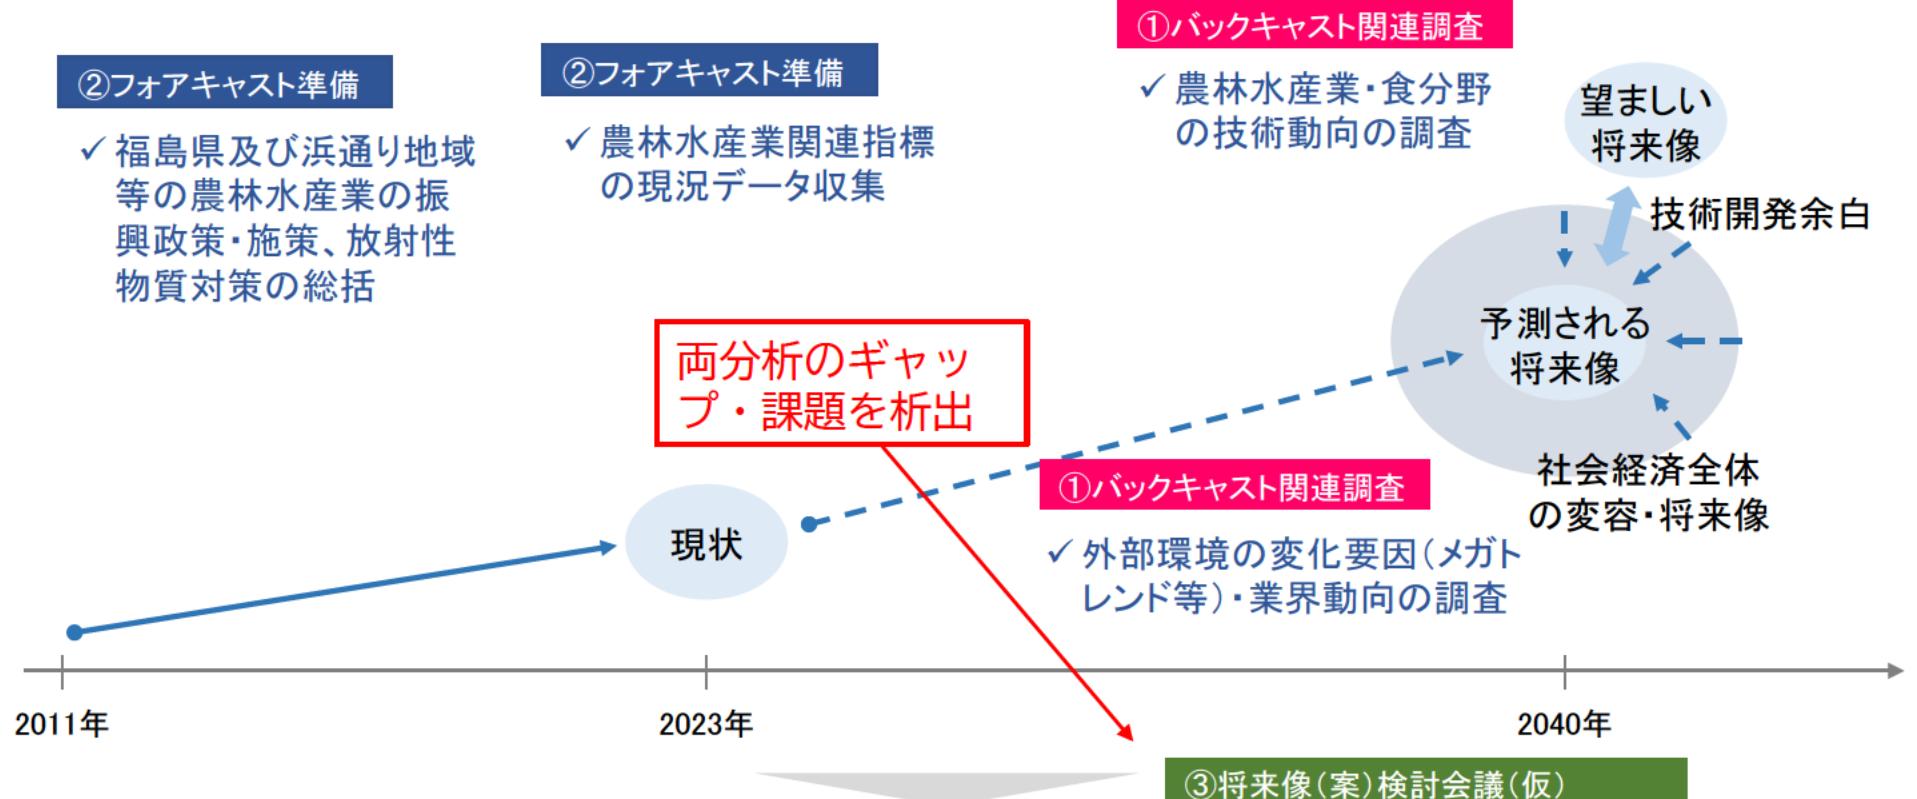 ②フォアキャスト準備
✓福島県及び浜通り地域
等の農林水産業の振
興政策・施策、放射性
物質対策の総括
②フォアキャスト準備
✓農林水産業関連指標
の現況データ収集
①バックキャスト関連調査
✓農林水産業・食分野
の技術動向の調査
望ましい
将来像
技術開発余白
予測される
将来像
社会経済全体
の変容・将来像
両分析のギャッ
プ・課題を析出
①バックキャスト関連調査
✓外部環境の変化要因（メガト
レンド等）・業界動向の調査
現状
2011年
2023年
2040年
③将来像（案）検討会議（仮）